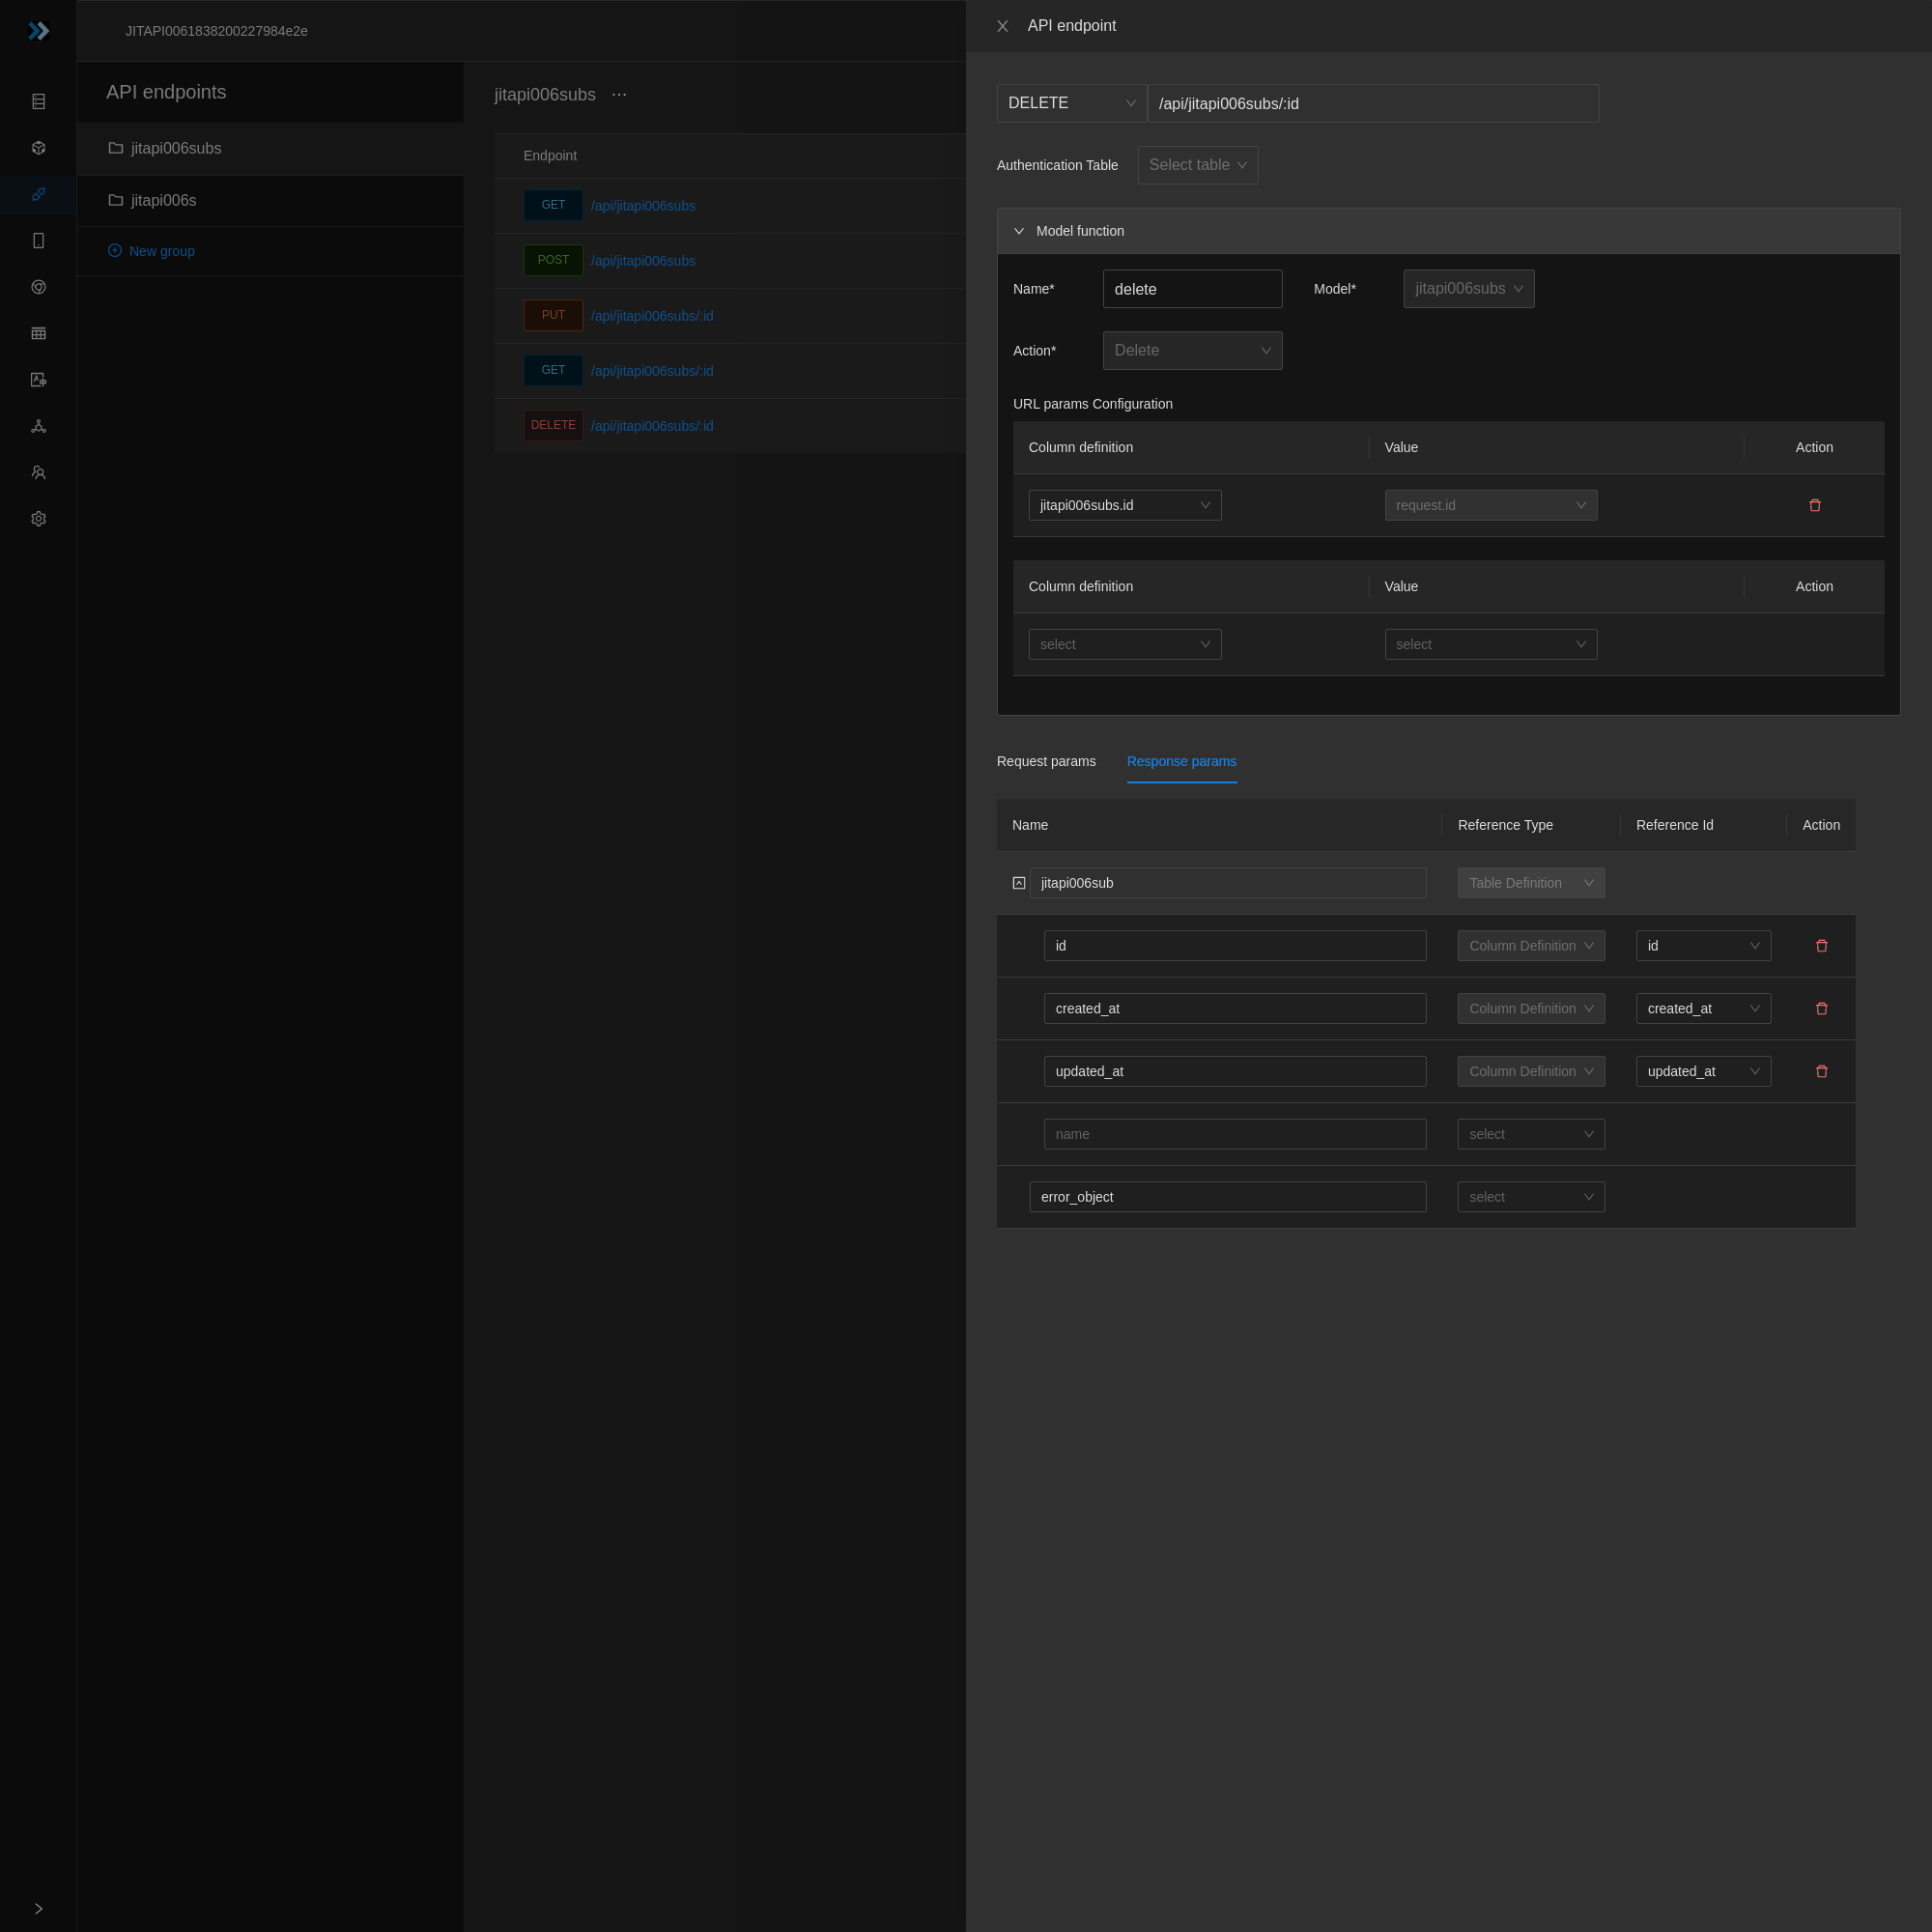 JITAPI0061838200227984e2e
API endpoints
jitapi006subs
jitapi006s
New group
jitapi006subs
Endpoint
GET /api/jitapi006subs
POST /api/jitapi006subs
PUT /api/jitapi006subs/:id
GET /api/jitapi006subs/:id
DELETE /api/jitapi006subs/:id
API endpoint
DELETE /api/jitapi006subs/:id
Authentication Table Select table
Model function
Name* delete Model* jitapi006subs
Action* Delete
URL params Configuration
Column definition Value Action
jitapi006subs.id request.id
Column definition Value Action
select select
Request params Response params
Name Reference Type Reference Id Action
jitapi006sub Table Definition
id Column Definition id
created_at Column Definition created_at
updated_at Column Definition updated_at
name select
error_object select